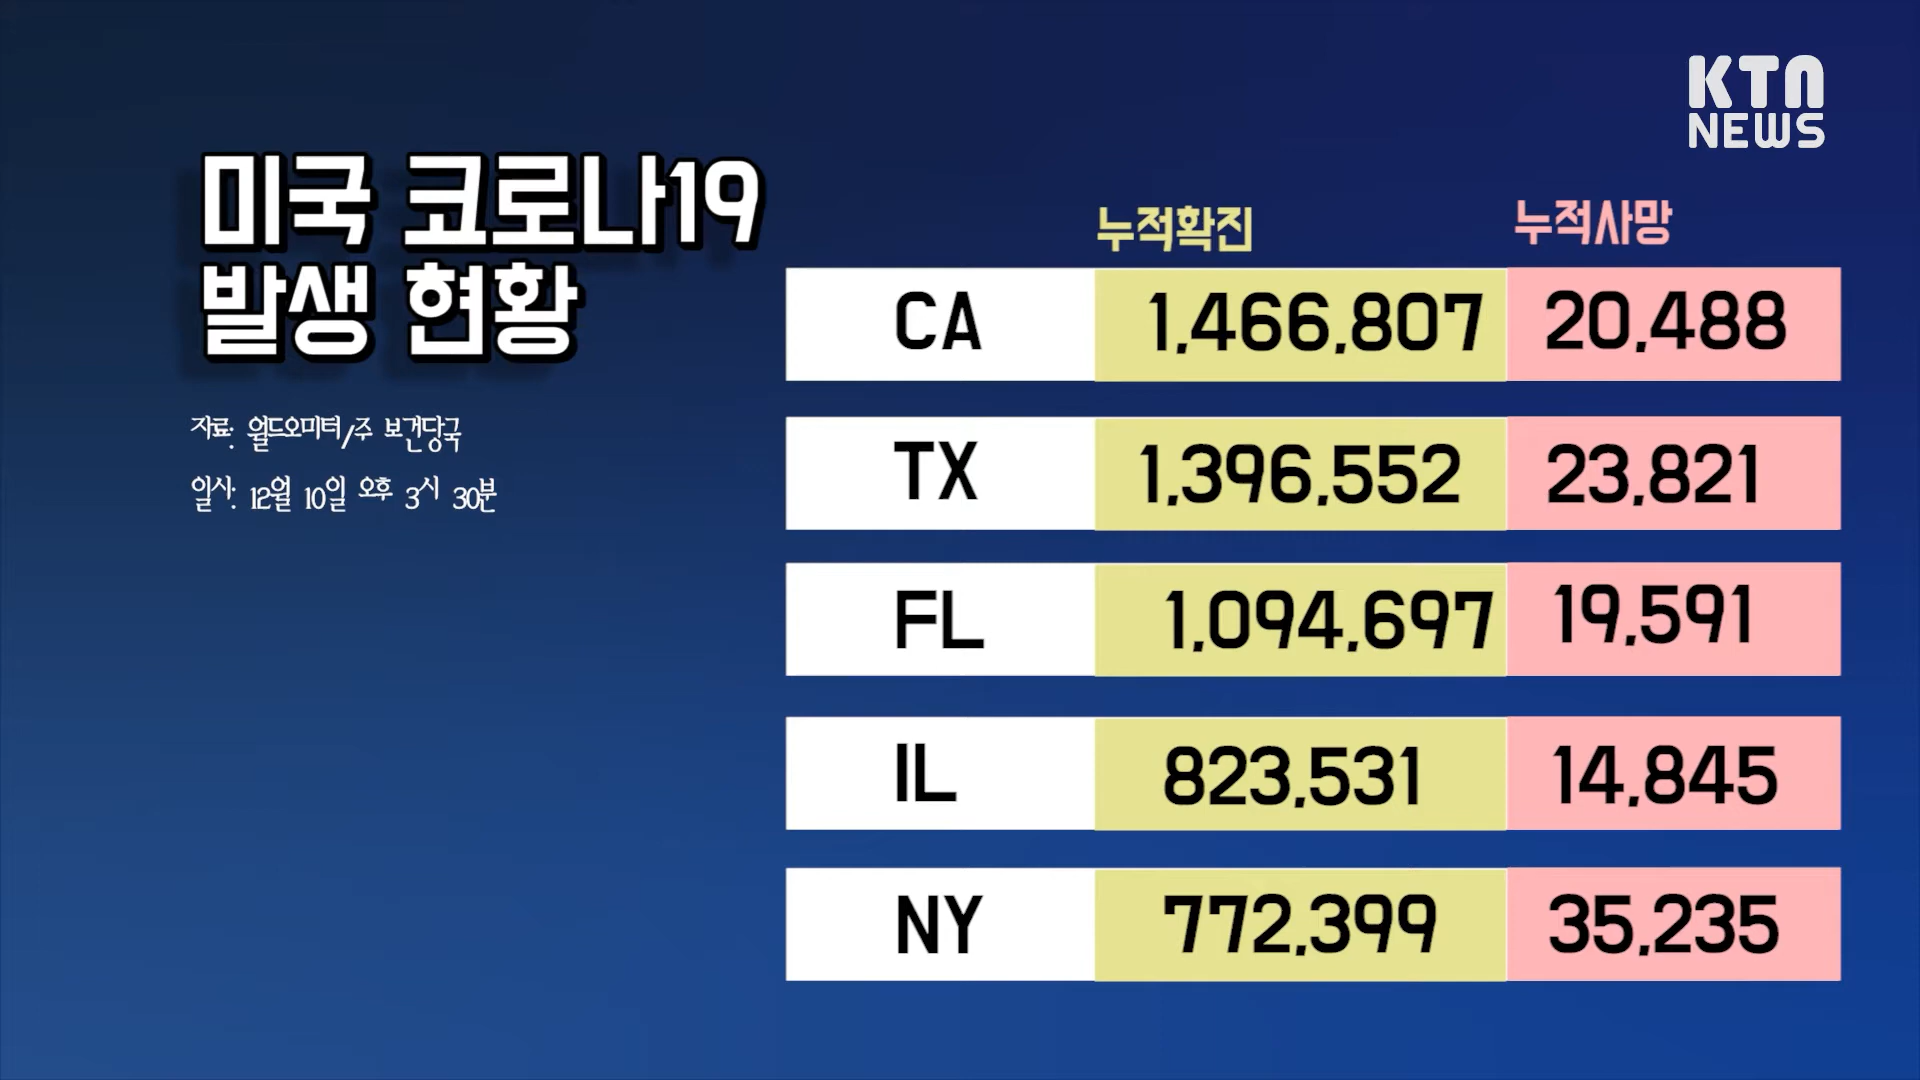 KTN
NEWS
미국 코로나19
발생 현황
자료: 월드오미터/주 보건당국
일시: 12월 10일 오후 3시 30분
누적확진 누적사망
CA 1,466,807 20,488
TX 1,396,552 23,821
FL 1,094,697 19,591
IL 823,531 14,845
NY 772,399 35,235